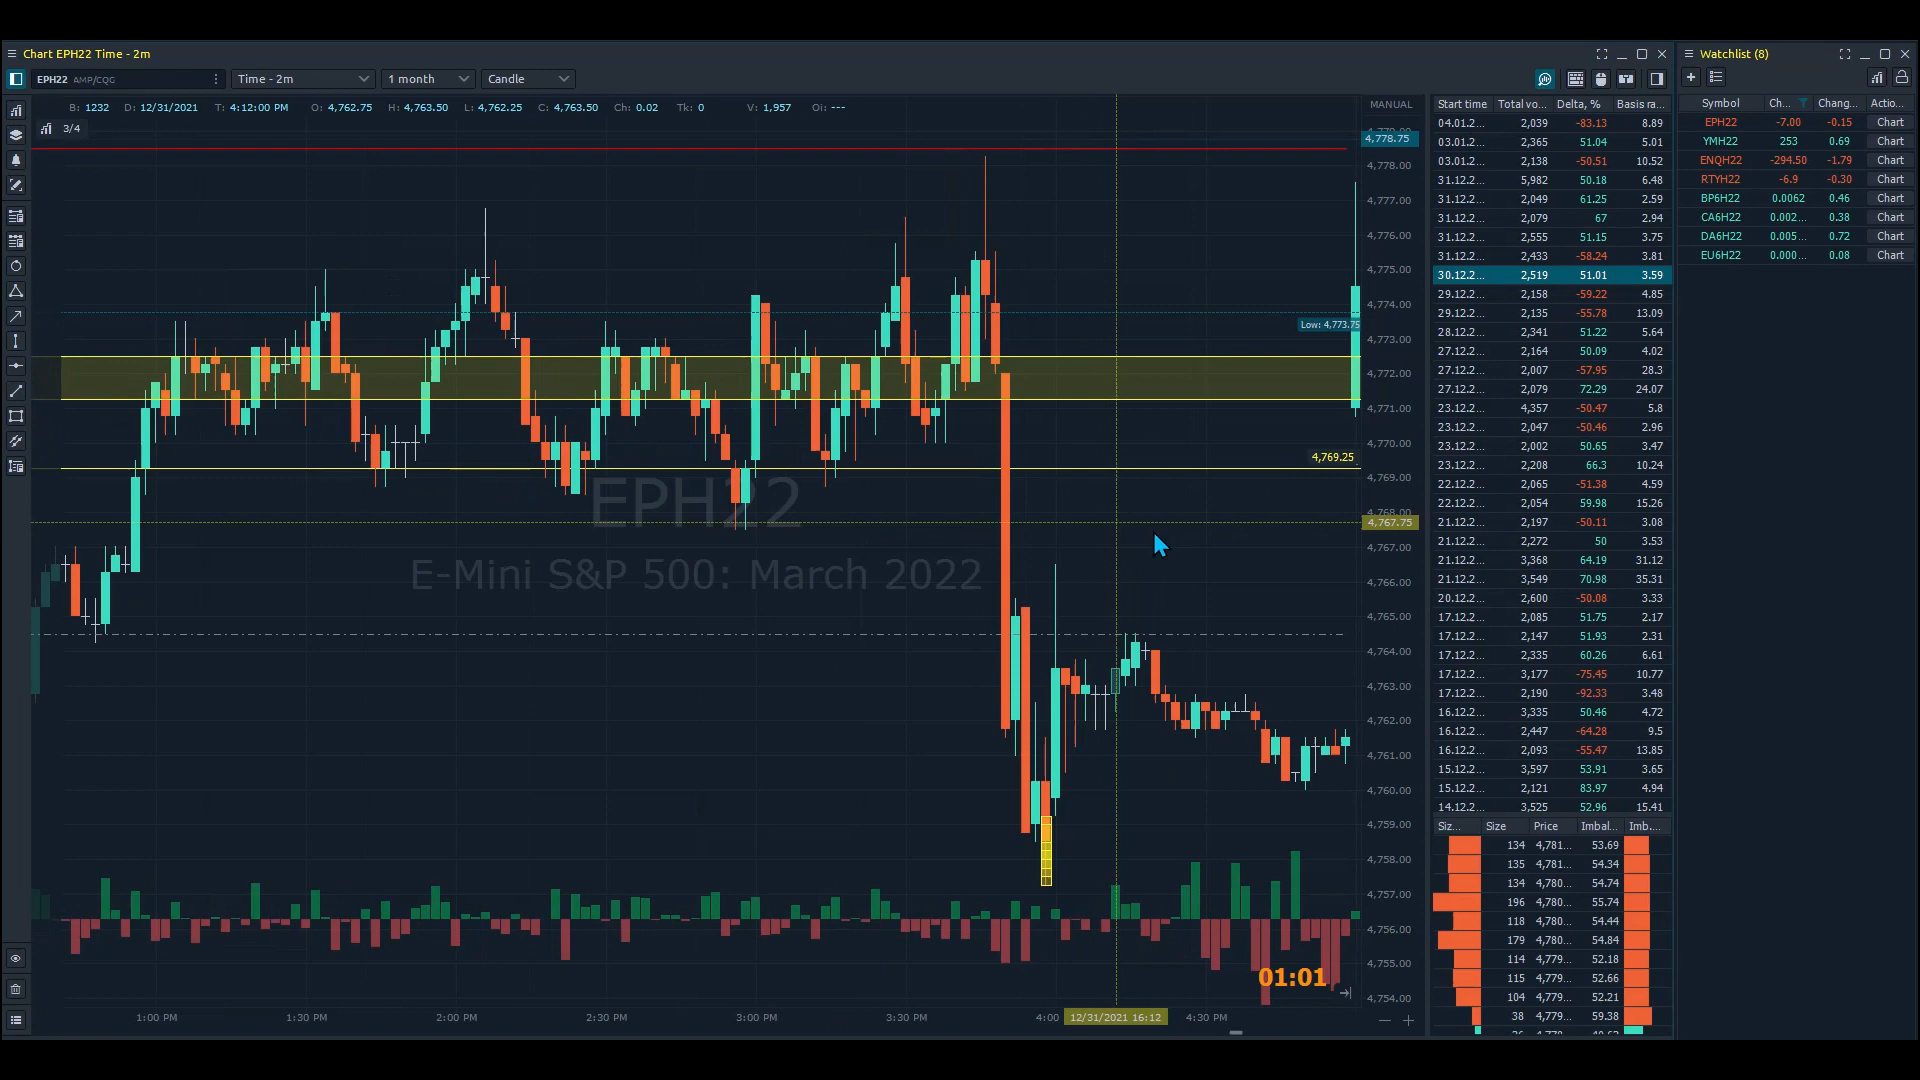 Chart EPH22 Time - 2m
EPH22 AMP/CQG
Time - 2m
1 month
Candle
B: 1232 D: 12/31/2021 T: 4:12:00 PM O: 4,762.75 H: 4,763.50 L: 4,762.25 C: 4,763.50 Ch: 0.02 Tk: 0 V: 1,957 Oi: ---
3/4
EPH22
E-Mini S&P 500: March 2022
Low: 4,773.75
4,769.25
01:01
MANUAL
4,778.75
4,778.00
4,777.00
4,776.00
4,775.00
4,774.00
4,773.00
4,772.00
4,771.00
4,770.00
4,769.00
4,767.75
4,767.00
4,766.00
4,765.00
4,764.00
4,763.00
4,762.00
4,761.00
4,760.00
4,759.00
4,758.00
4,757.00
4,756.00
4,755.00
4,754.00
1:00 PM 1:30 PM 2:00 PM 2:30 PM 3:00 PM 3:30 PM 4:00 12/31/2021 16:12 4:30 PM
Start time Total vo... Delta, % Basis ra...
04.01.2... 2,039 -83.13 8.89
03.01.2... 2,365 51.04 5.01
03.01.2... 2,138 -50.51 10.52
31.12.2... 5,982 50.18 6.48
31.12.2... 2,049 61.25 2.59
31.12.2... 2,079 67 2.94
31.12.2... 2,555 51.15 3.75
31.12.2... 2,433 -58.24 3.81
30.12.2... 2,519 51.01 3.59
29.12.2... 2,158 -59.22 4.85
29.12.2... 2,135 -55.78 13.09
28.12.2... 2,341 51.22 5.64
27.12.2... 2,164 50.09 4.02
27.12.2... 2,007 -57.95 28.3
27.12.2... 2,079 72.29 24.07
23.12.2... 4,357 -50.47 5.8
23.12.2... 2,047 -50.46 2.96
23.12.2... 2,002 50.65 3.47
23.12.2... 2,208 66.3 10.24
22.12.2... 2,065 -51.38 4.59
22.12.2... 2,054 59.98 15.26
21.12.2... 2,197 -50.11 3.08
21.12.2... 2,272 50 3.53
21.12.2... 3,368 64.19 31.12
21.12.2... 3,549 70.98 35.31
20.12.2... 2,600 -50.08 3.33
17.12.2... 2,085 51.75 2.17
17.12.2... 2,147 51.93 2.31
17.12.2... 2,335 60.26 6.61
17.12.2... 3,177 -75.45 10.77
17.12.2... 2,190 -92.33 3.48
16.12.2... 3,335 50.46 4.72
16.12.2... 2,447 -64.28 9.5
16.12.2... 2,093 -55.47 13.85
15.12.2... 3,597 53.91 3.65
15.12.2... 2,121 83.97 4.94
14.12.2... 3,525 52.96 15.41
Siz... Size Price Imbal... Imb....
134 4,781... 53.69
135 4,781... 54.34
134 4,780... 54.74
196 4,780... 55.74
118 4,780... 54.44
179 4,780... 54.84
114 4,779... 52.18
115 4,779... 52.66
104 4,779... 52.21
38 4,779... 59.38
Watchlist (8)
Symbol Ch... Chang... Actio...
EPH22 -7.00 -0.15 Chart
YMH22 253 0.69 Chart
ENQH22 -294.50 -1.79 Chart
RTYH22 -6.9 -0.30 Chart
BP6H22 0.0062 0.46 Chart
CA6H22 0.002... 0.38 Chart
DA6H22 0.005... 0.72 Chart
EU6H22 0.000... 0.08 Chart